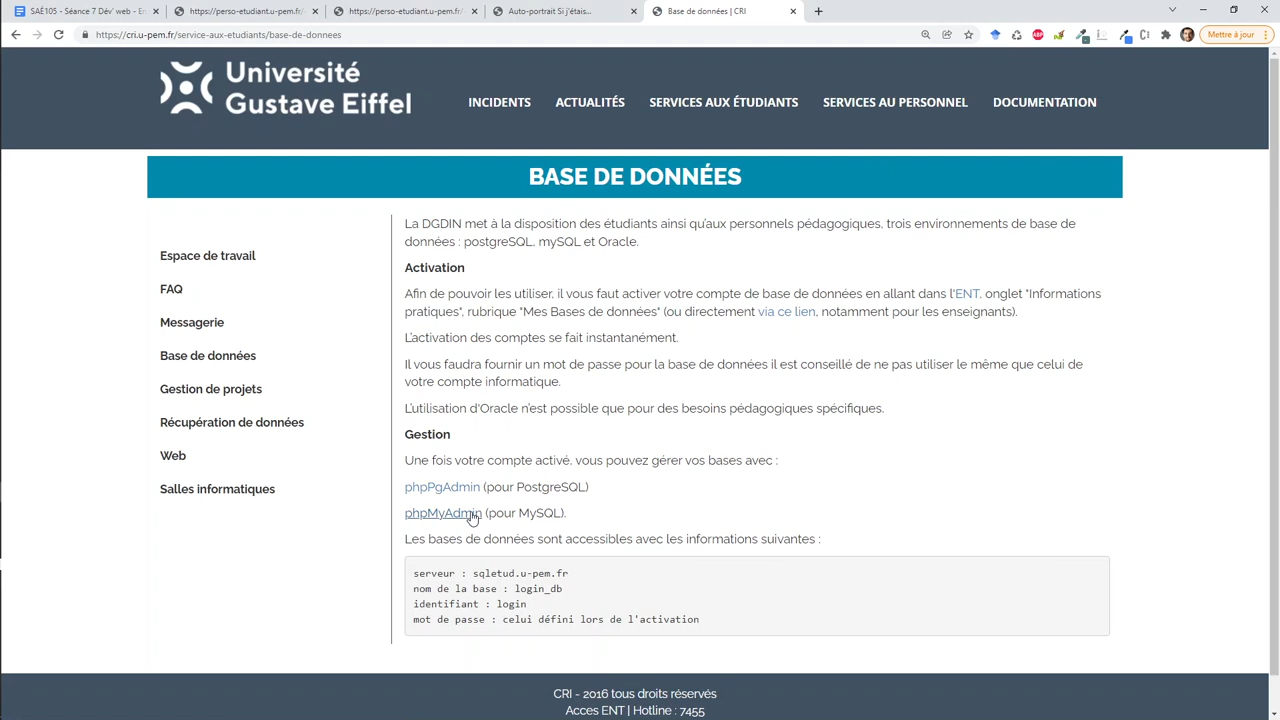 SAÉ105 - Séance 7 Dév' web - En
https://perso-etudiant.u-pem.fr/
https://perso-etudiant.u-pem.fr/
Auto-portrait Si j'étais...
Base de données | CRI
https://cri.u-pem.fr/service-aux-etudiants/base-de-donnees
ABP
Mettre à jour
Université
Gustave Eiffel
INCIDENTS
ACTUALITÉS
SERVICES AUX ÉTUDIANTS
SERVICES AU PERSONNEL
DOCUMENTATION
BASE DE DONNÉES
Espace de travail
FAQ
Messagerie
Base de données
Gestion de projets
Récupération de données
Web
Salles informatiques
La DGDIN met à la disposition des étudiants ainsi qu'aux personnels pédagogiques, trois environnements de base de
données : postgreSQL, mySQL et Oracle.
Activation
Afin de pouvoir les utiliser, il vous faut activer votre compte de base de données en allant dans l'ENT, onglet "Informations
pratiques", rubrique "Mes Bases de données" (ou directement via ce lien, notamment pour les enseignants).
L'activation des comptes se fait instantanément.
Il vous faudra fournir un mot de passe pour la base de données il est conseillé de ne pas utiliser le même que celui de
votre compte informatique.
L'utilisation d'Oracle n'est possible que pour des besoins pédagogiques spécifiques.
Gestion
Une fois votre compte activé, vous pouvez gérer vos bases avec :
phpPgAdmin (pour PostgreSQL)
phpMyAdmin (pour MySQL).
Les bases de données sont accessibles avec les informations suivantes :
serveur : sqletud.u-pem.fr
nom de la base : login_db
identifiant : login
mot de passe : celui défini lors de l'activation
CRI - 2016 tous droits réservés
Acces ENT | Hotline : 7455